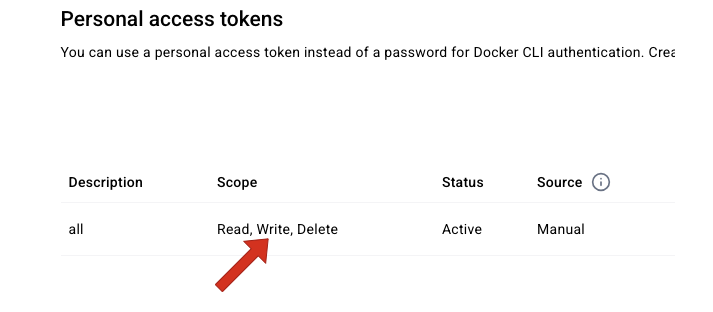 Personal access tokens
You can use a personal access token instead of a password for Docker CLI authentication.
Description Scope Status Source
all Read, Write, Delete Active Manual